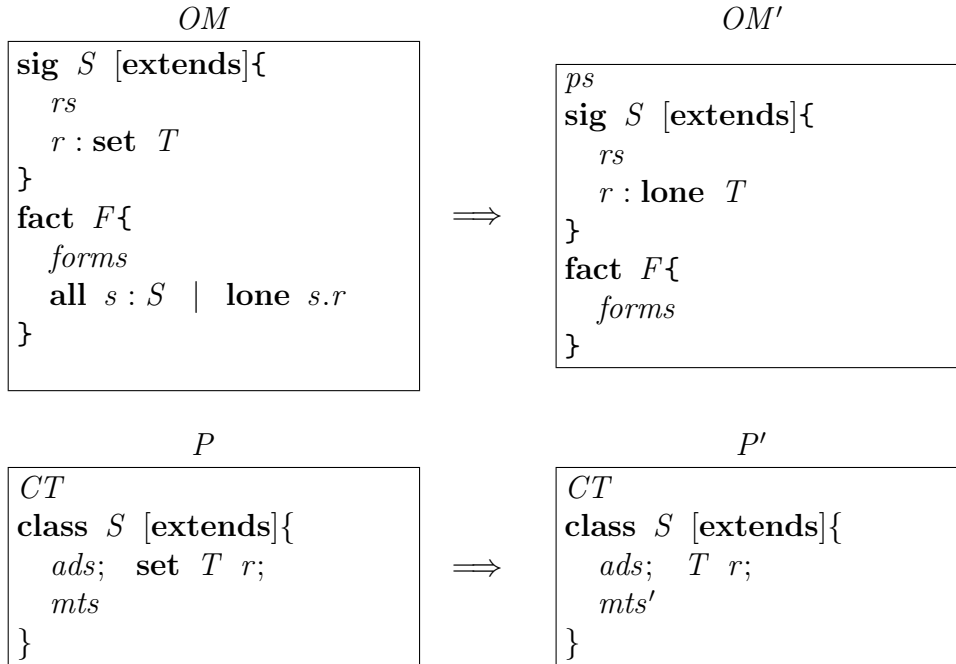 OM
sig S [extends]{
rs
r : set T
}
fact F{
forms
all s : S | lone s.r
}
⟹
OM′
ps
sig S [extends]{
rs
r : lone T
}
fact F{
forms
}
P
CT
class S [extends]{
ads; set T r;
mts
}
⟹
P′
CT
class S [extends]{
ads; T r;
mts′
}